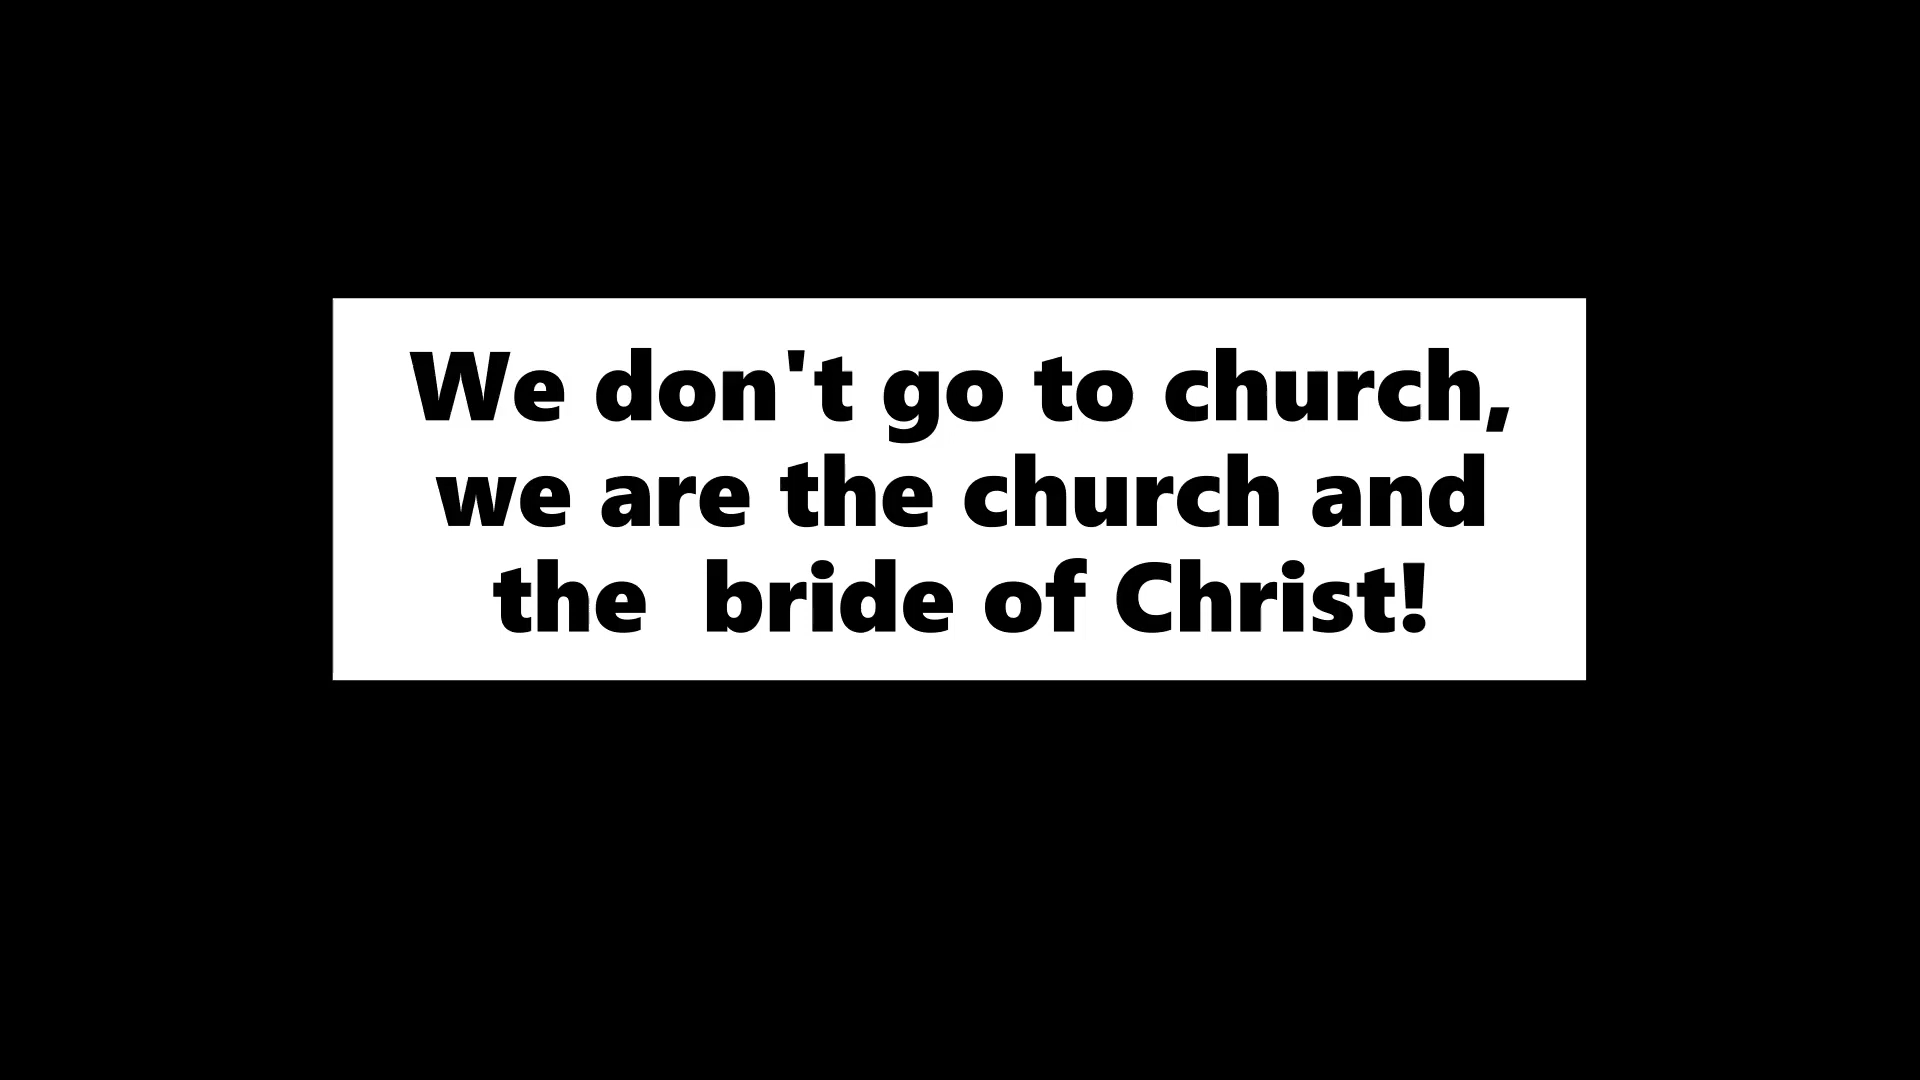 We don't go to church,
we are the church and
the  bride of Christ!